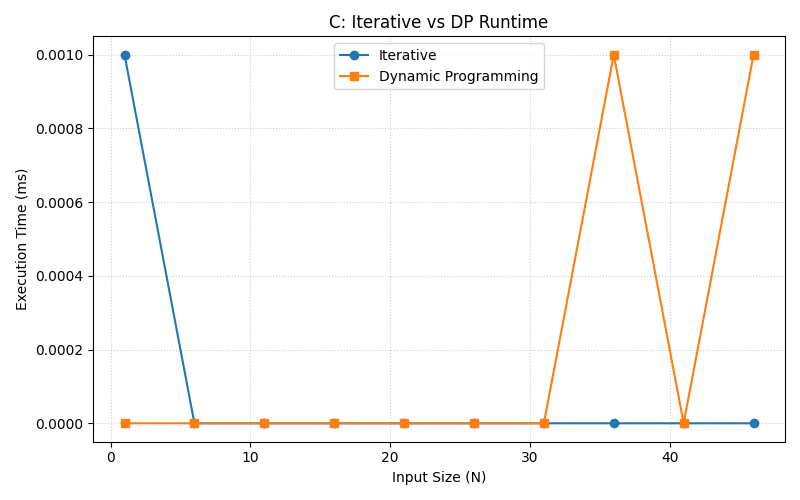 C: Iterative vs DP Runtime
Iterative
Dynamic Programming
Execution Time (ms)
0.0010
0.0008
0.0006
0.0004
0.0002
0.0000
0 10 20 30 40
Input Size (N)